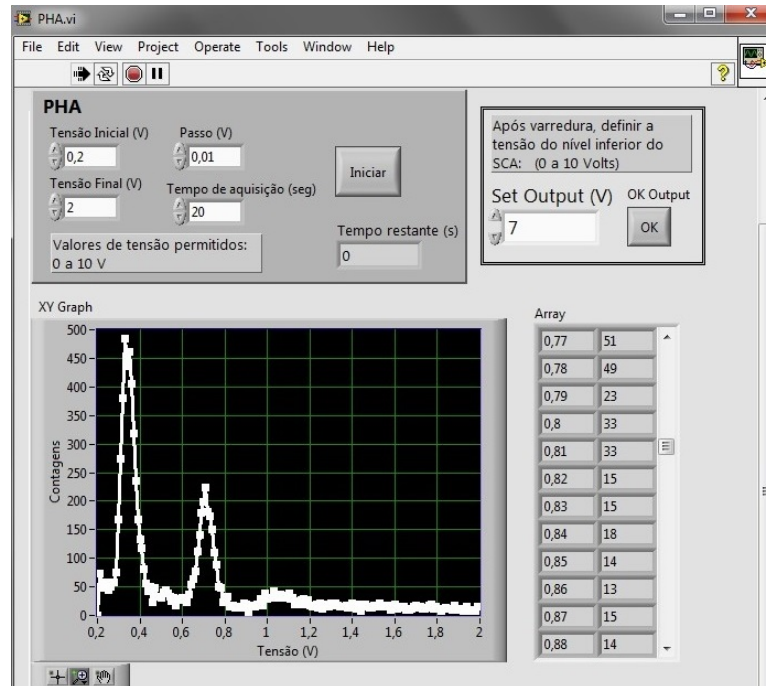 PHA.vi
File Edit View Project Operate Tools Window Help
PHA
Tensão Inicial (V) Passo (V)
0,2 0,01
Tensão Final (V) Tempo de aquisição (seg)
2 20
Iniciar
Valores de tensão permitidos:
0 a 10 V
Tempo restante (s)
0
Após varredura, definir a
tensão do nível inferior do
SCA: (0 a 10 Volts)
Set Output (V) OK Output
7 OK
XY Graph
Contagens
500
450
400
350
300
250
200
150
100
50
0
0,2 0,4 0,6 0,8 1 1,2 1,4 1,6 1,8 2
Tensão (V)
Array
0,77 51
0,78 49
0,79 23
0,8 33
0,81 33
0,82 15
0,83 15
0,84 18
0,85 14
0,86 13
0,87 15
0,88 14